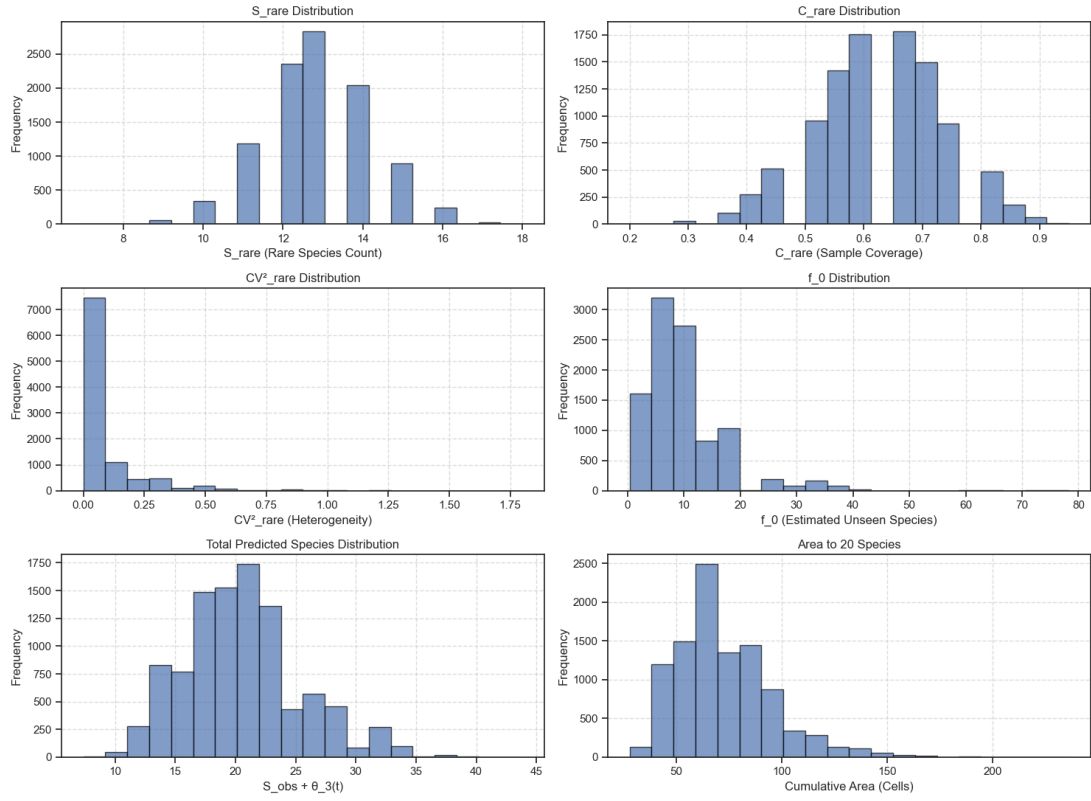 S_rare Distribution
Frequency
2500
2000
1500
1000
500
0
8 10 12 14 16 18
S_rare (Rare Species Count)
C_rare Distribution
Frequency
1750
1500
1250
1000
750
500
250
0
0.2 0.3 0.4 0.5 0.6 0.7 0.8 0.9
C_rare (Sample Coverage)
CV²_rare Distribution
Frequency
7000
6000
5000
4000
3000
2000
1000
0
0.00 0.25 0.50 0.75 1.00 1.25 1.50 1.75
CV²_rare (Heterogeneity)
f_0 Distribution
Frequency
3000
2500
2000
1500
1000
500
0
0 10 20 30 40 50 60 70 80
f_0 (Estimated Unseen Species)
Total Predicted Species Distribution
Frequency
1750
1500
1250
1000
750
500
250
0
10 15 20 25 30 35 40 45
S_obs + θ_3(t)
Area to 20 Species
Frequency
2500
2000
1500
1000
500
0
50 100 150 200
Cumulative Area (Cells)